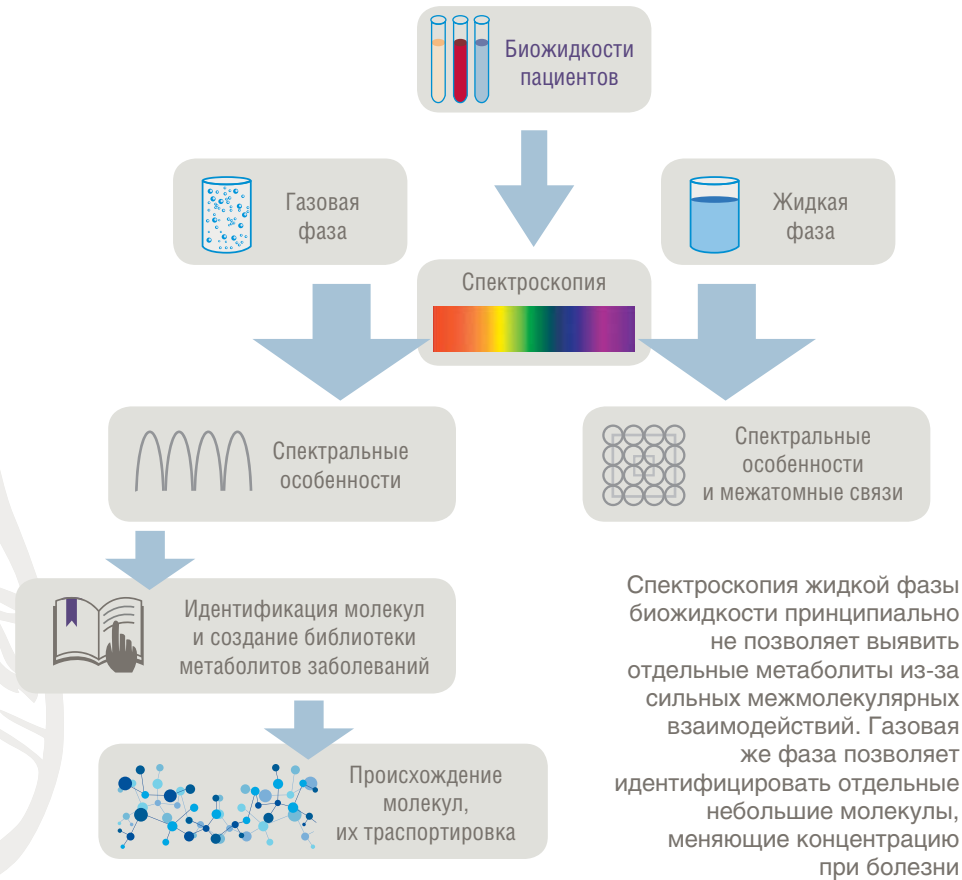 Биожидкости
пациентов
Газовая
фаза
Жидкая
фаза
Спектроскопия
Спектральные
особенности
Спектральные
особенности
и межатомные связи
Идентификация молекул
и создание библиотеки
метаболитов заболеваний
Происхождение
молекул,
их траспортировка
Спектроскопия жидкой фазы
биожидкости принципиально
не позволяет выявить
отдельные метаболиты из-за
сильных межмолекулярных
взаимодействий. Газовая
же фаза позволяет
идентифицировать отдельные
небольшие молекулы,
меняющие концентрацию
при болезни